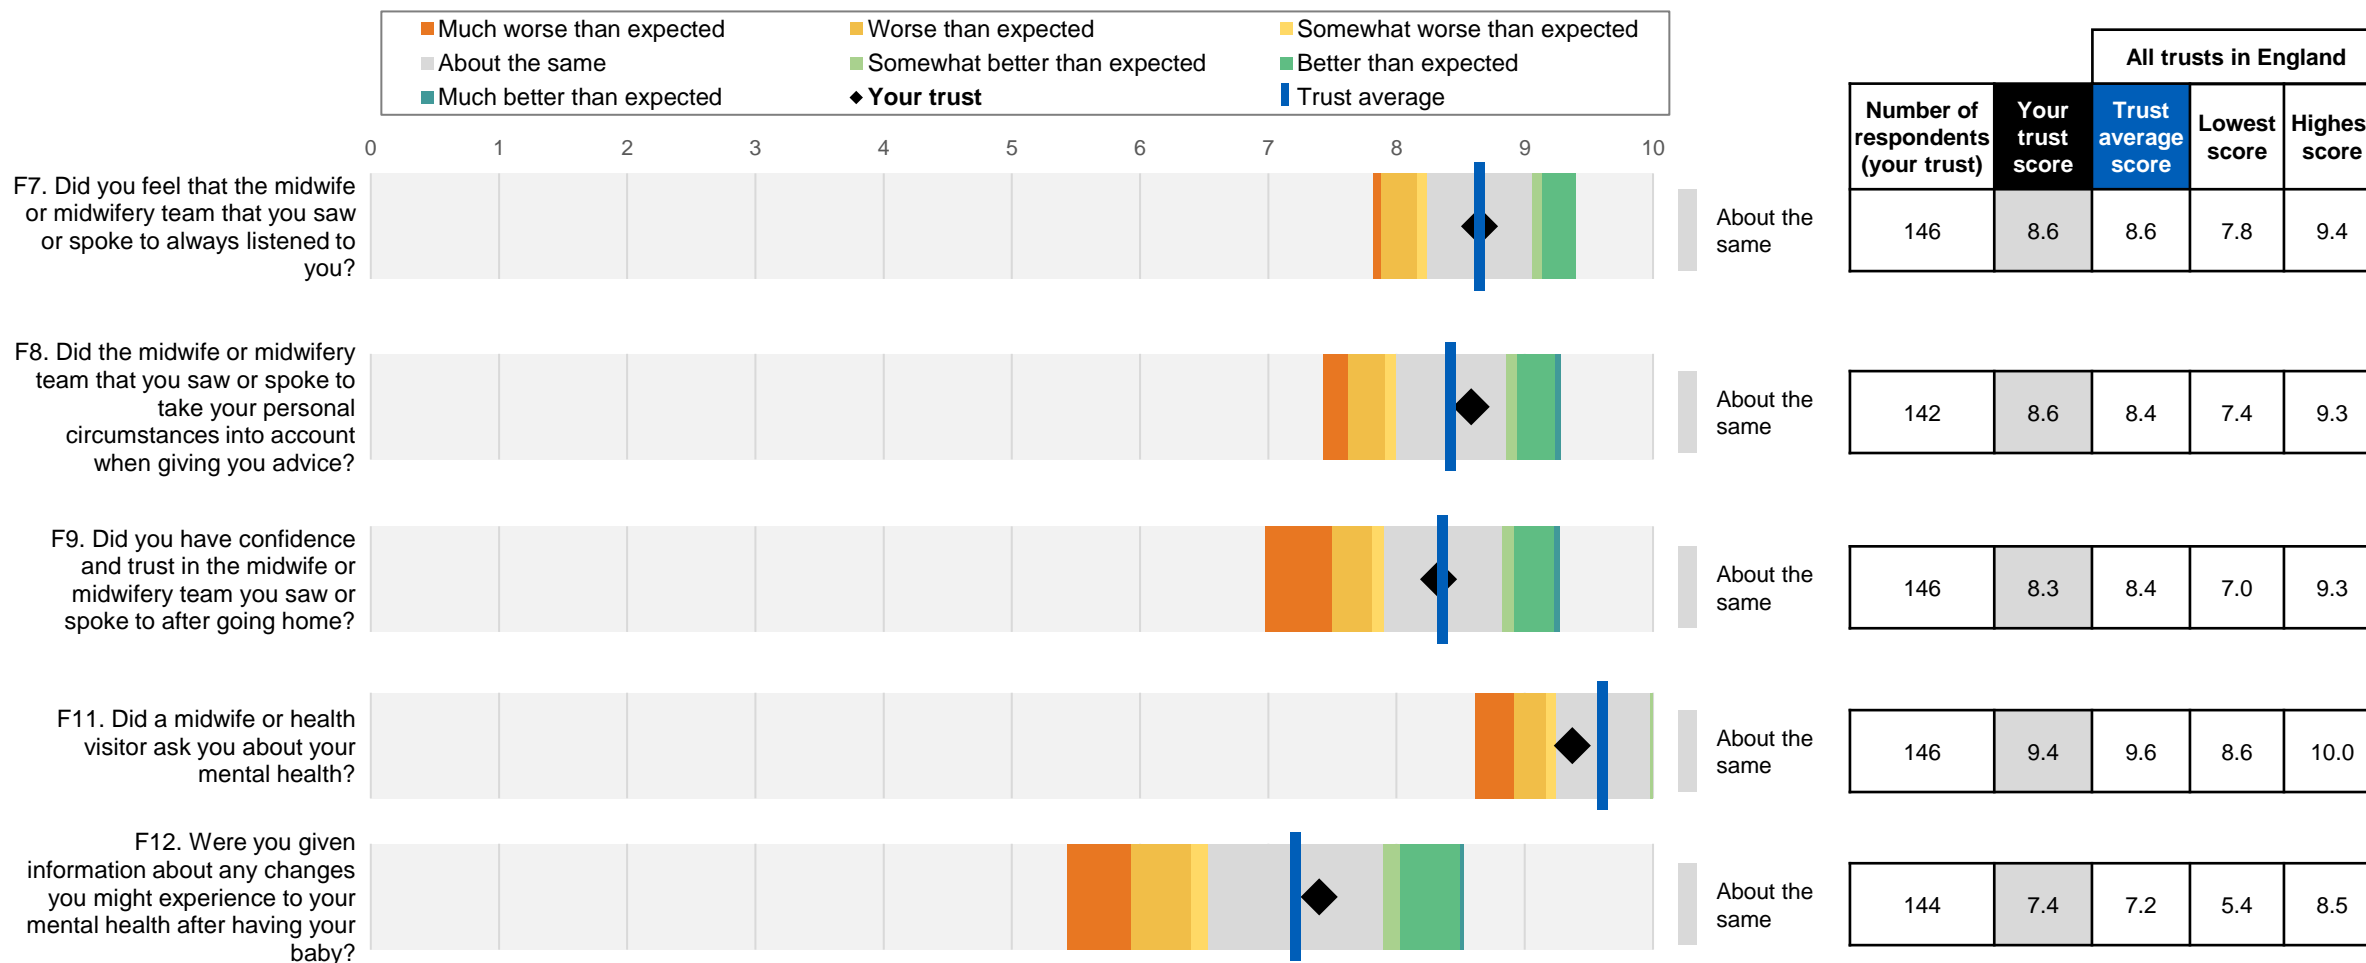 Much worse than expected
Worse than expected
Somewhat worse than expected
About the same
Somewhat better than expected
Better than expected
Much better than expected
Your trust
Trust average
All trusts in England
Number of
respondents
(your trust)
Your
trust
score
Trust
average
score
Lowest
score
Highes
score
0 1 2 3 4 5 6 7 8 9 10
F7. Did you feel that the midwife
or midwifery team that you saw
or spoke to always listened to
you?
About the
same
146 8.6 8.6 7.8 9.4
F8. Did the midwife or midwifery
team that you saw or spoke to
take your personal
circumstances into account
when giving you advice?
About the
same
142 8.6 8.4 7.4 9.3
F9. Did you have confidence
and trust in the midwife or
midwifery team you saw or
spoke to after going home?
About the
same
146 8.3 8.4 7.0 9.3
F11. Did a midwife or health
visitor ask you about your
mental health?
About the
same
146 9.4 9.6 8.6 10.0
F12. Were you given
information about any changes
you might experience to your
mental health after having your
baby?
About the
same
144 7.4 7.2 5.4 8.5